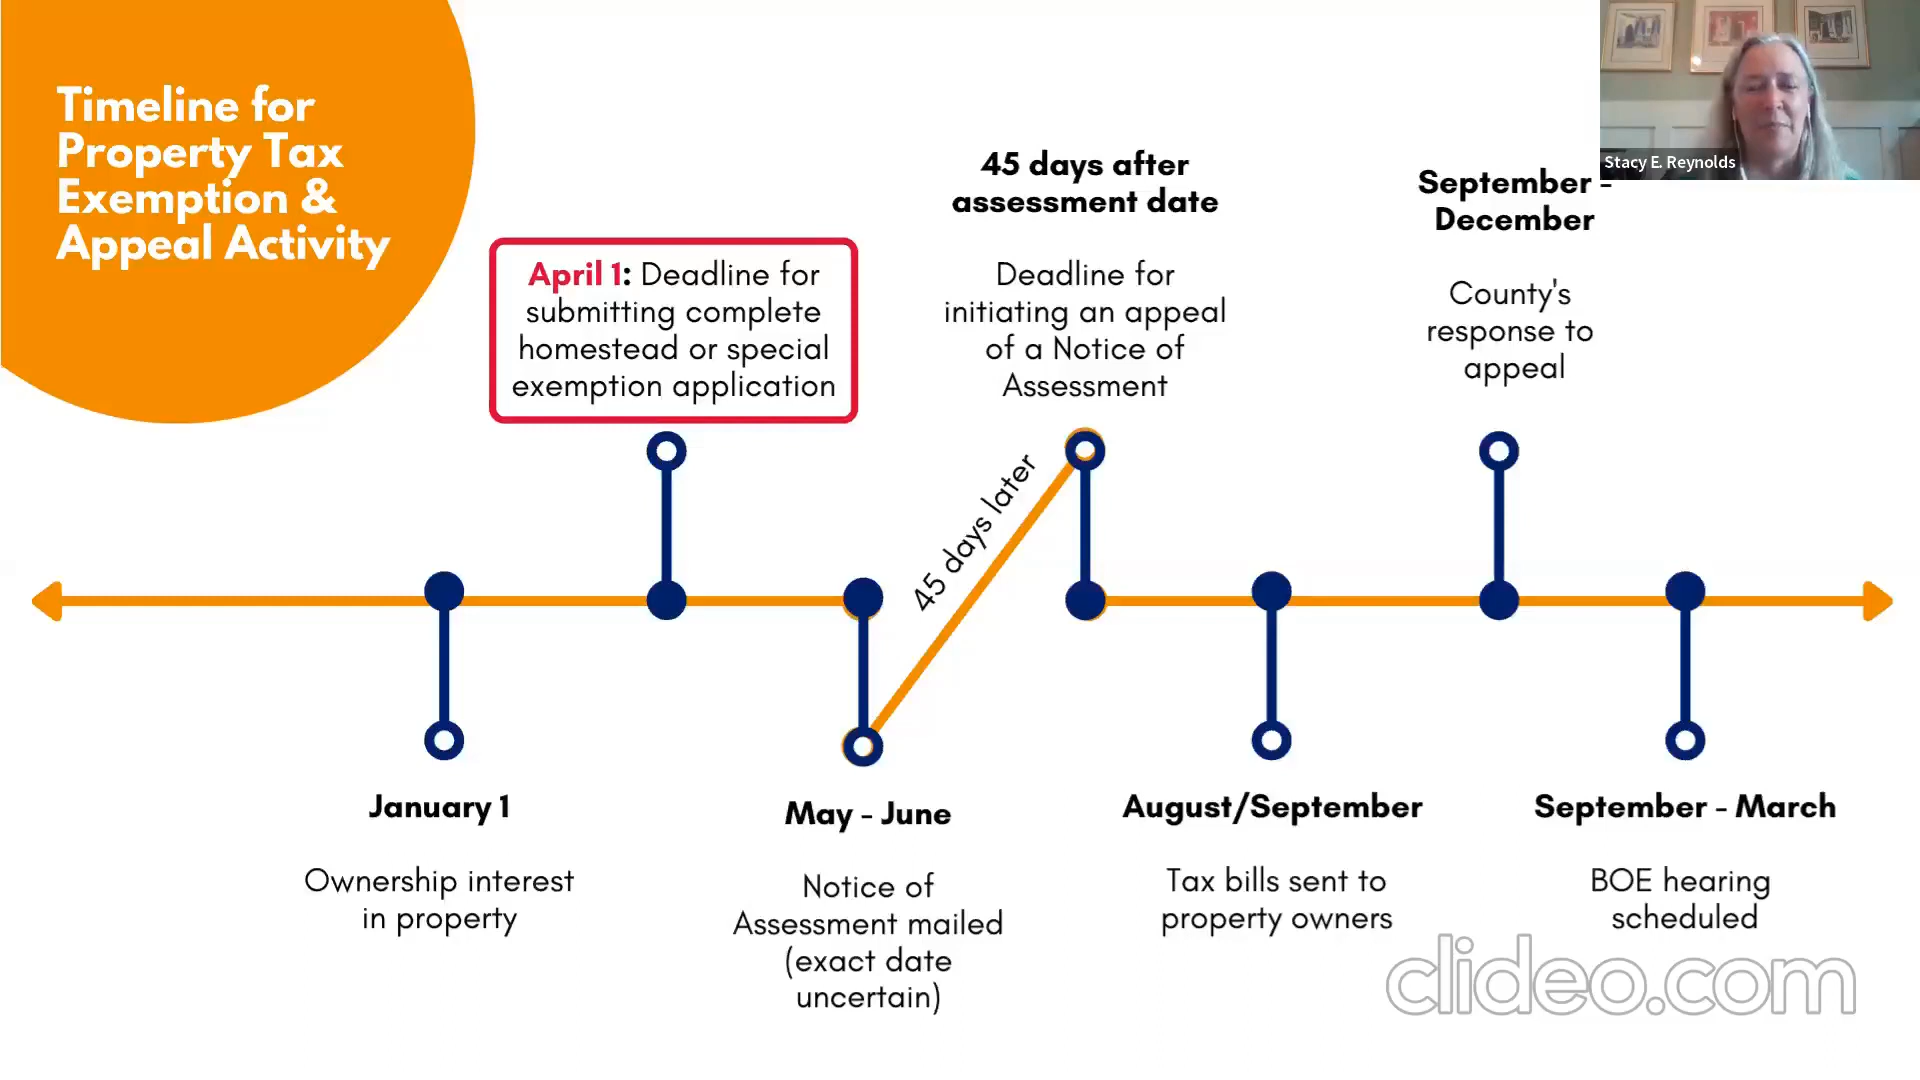 Timeline for
Property Tax
Exemption &
Appeal Activity
Stacy E. Reynolds
April 1: Deadline for
submitting complete
homestead or special
exemption application
45 days after
assessment date
Deadline for
initiating an appeal
of a Notice of
Assessment
September -
December
County's
response to
appeal
45 days later
January 1
Ownership interest
in property
May - June
Notice of
Assessment mailed
(exact date
uncertain)
August/September
Tax bills sent to
property owners
September - March
BOE hearing
scheduled
clideo.com